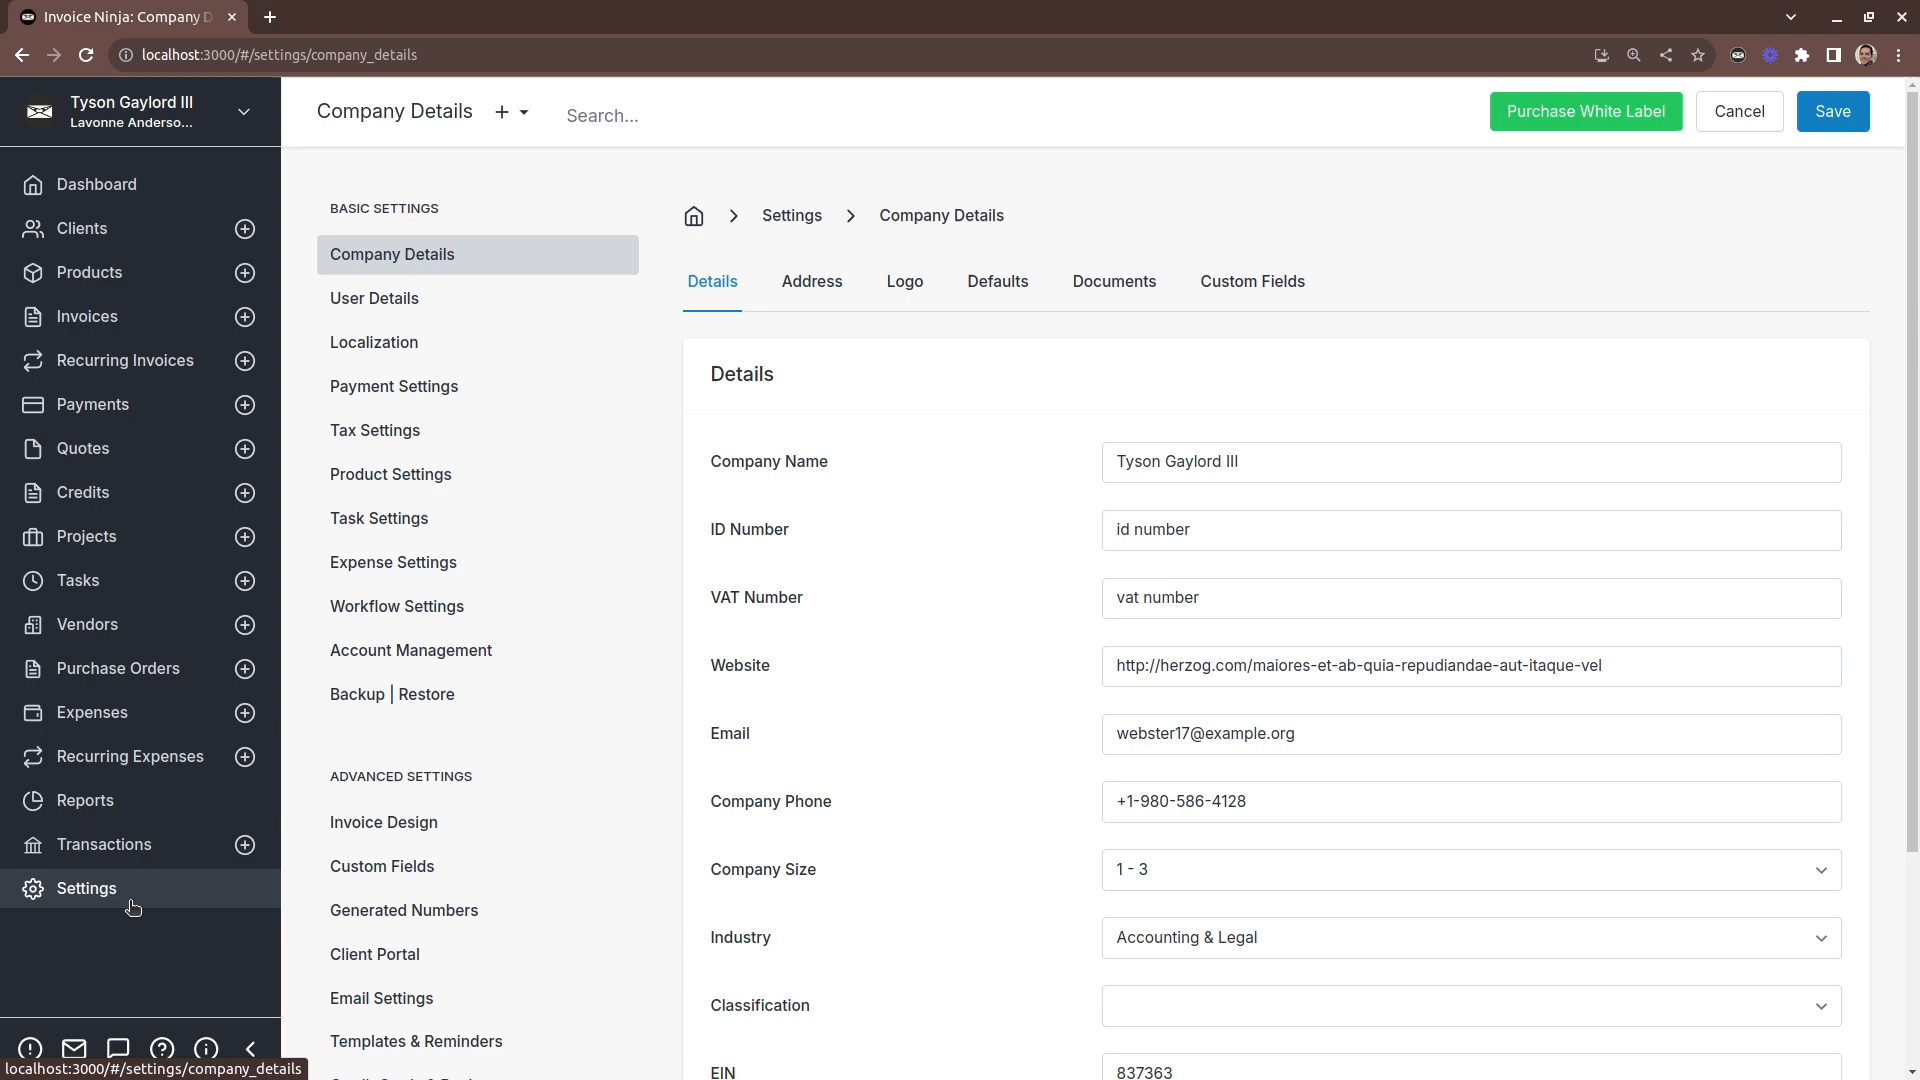 Invoice Ninja: Company D
localhost:3000/#/settings/company_details
Tyson Gaylord III
Lavonne Anderso...
Company Details
Search...
Purchase White Label
Cancel
Save
Dashboard
Clients
Products
Invoices
Recurring Invoices
Payments
Quotes
Credits
Projects
Tasks
Vendors
Purchase Orders
Expenses
Recurring Expenses
Reports
Transactions
Settings
localhost:3000/#/settings/company_details
BASIC SETTINGS
Company Details
User Details
Localization
Payment Settings
Tax Settings
Product Settings
Task Settings
Expense Settings
Workflow Settings
Account Management
Backup | Restore
ADVANCED SETTINGS
Invoice Design
Custom Fields
Generated Numbers
Client Portal
Email Settings
Templates & Reminders
Settings
Company Details
Details Address Logo Defaults Documents Custom Fields
Details
Company Name Tyson Gaylord III
ID Number id number
VAT Number vat number
Website http://herzog.com/maiores-et-ab-quia-repudiandae-aut-itaque-vel
Email webster17@example.org
Company Phone +1-980-586-4128
Company Size 1 - 3
Industry Accounting & Legal
Classification
EIN 837363